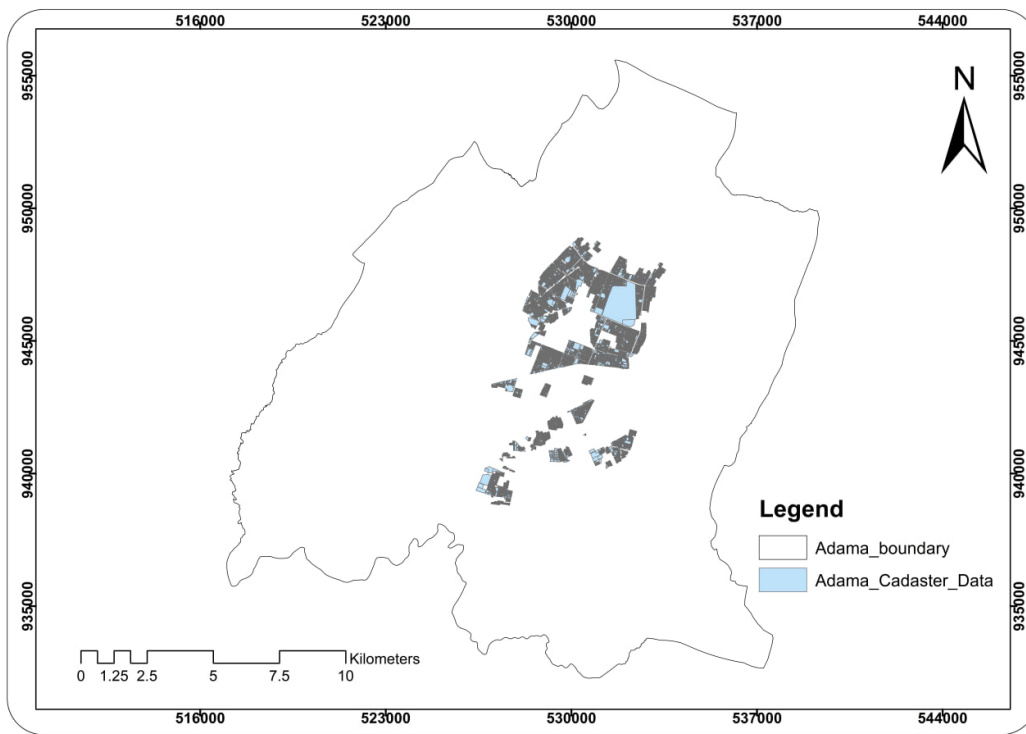 516000 523000 530000 537000 544000
955000 955000
N
950000 950000
945000 945000
940000 940000
Legend
Adama_boundary
Adama_Cadaster_Data
935000 935000
Kilometers
0 1.25 2.5 5 7.5 10
516000 523000 530000 537000 544000